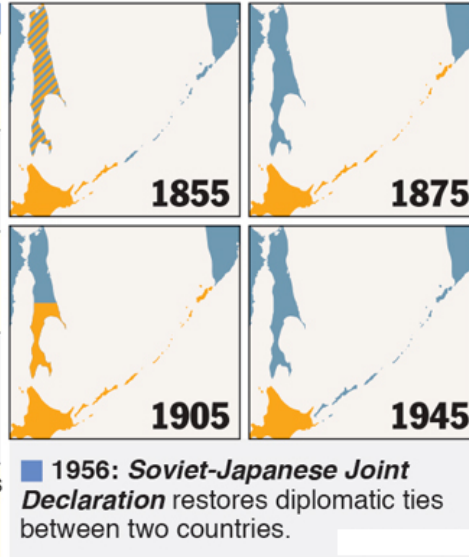 1855
1875
1905
1945
1956: Soviet-Japanese Joint
Declaration restores diplomatic ties
between two countries.